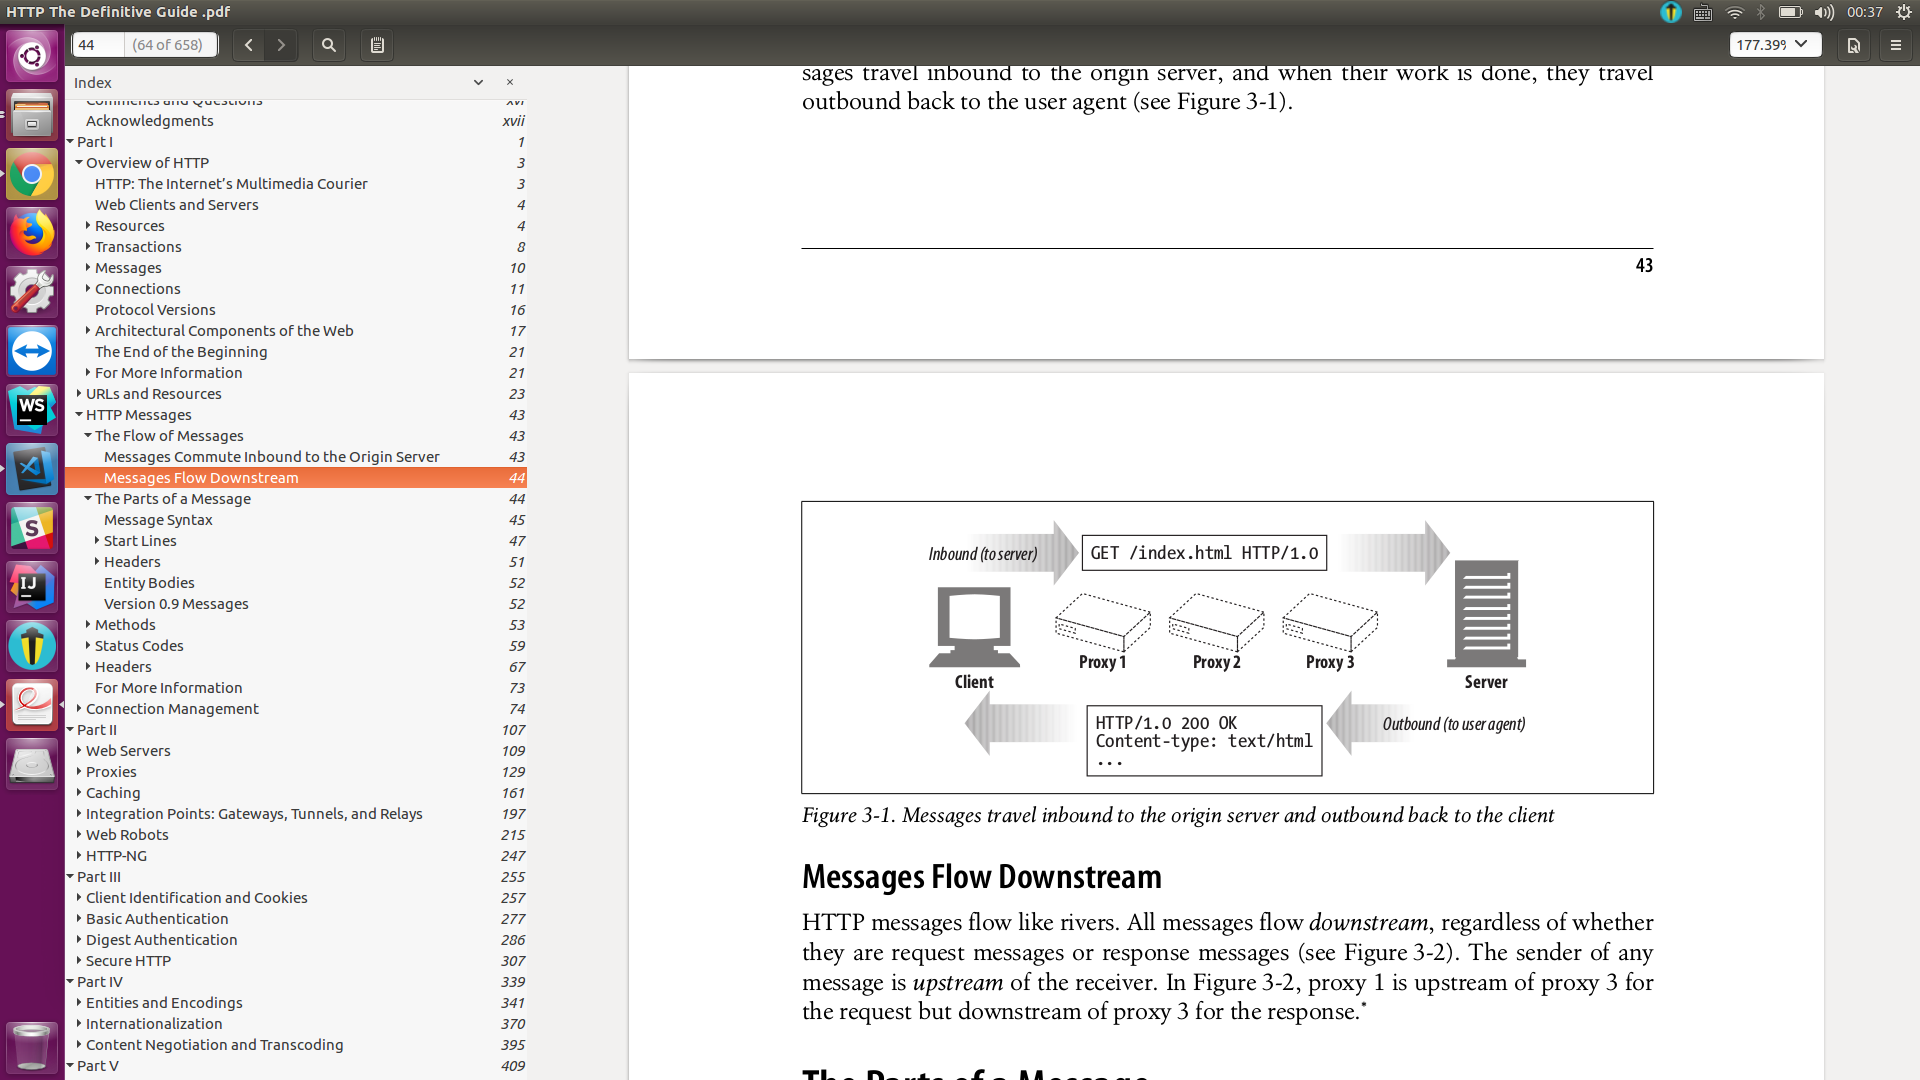 HTTP The Definitive Guide .pdf
00:37
44 (64 of 658)
177.39%
Index
Comments and Questions xvi
Acknowledgments xvii
Part I 1
Overview of HTTP 3
HTTP: The Internet’s Multimedia Courier 3
Web Clients and Servers 4
Resources 4
Transactions 8
Messages 10
Connections 11
Protocol Versions 16
Architectural Components of the Web 17
The End of the Beginning 21
For More Information 21
URLs and Resources 23
HTTP Messages 43
The Flow of Messages 43
Messages Commute Inbound to the Origin Server 43
Messages Flow Downstream 44
The Parts of a Message 44
Message Syntax 45
Start Lines 47
Headers 51
Entity Bodies 52
Version 0.9 Messages 52
Methods 53
Status Codes 59
Headers 67
For More Information 73
Connection Management 74
Part II 107
Web Servers 109
Proxies 129
Caching 161
Integration Points: Gateways, Tunnels, and Relays 197
Web Robots 215
HTTP-NG 247
Part III 255
Client Identification and Cookies 257
Basic Authentication 277
Digest Authentication 286
Secure HTTP 307
Part IV 339
Entities and Encodings 341
Internationalization 370
Content Negotiation and Transcoding 395
Part V 409
WS
S
IJ
sages travel inbound to the origin server, and when their work is done, they travel
outbound back to the user agent (see Figure 3-1).
43
Inbound (to server)
GET /index.html HTTP/1.0
Proxy 1
Proxy 2
Proxy 3
Client
Server
HTTP/1.0 200 OK
Content-type: text/html
...
Outbound (to user agent)
Figure 3-1. Messages travel inbound to the origin server and outbound back to the client
Messages Flow Downstream
HTTP messages flow like rivers. All messages flow downstream, regardless of whether
they are request messages or response messages (see Figure 3-2). The sender of any
message is upstream of the receiver. In Figure 3-2, proxy 1 is upstream of proxy 3 for
the request but downstream of proxy 3 for the response.*
The Parts of a Message